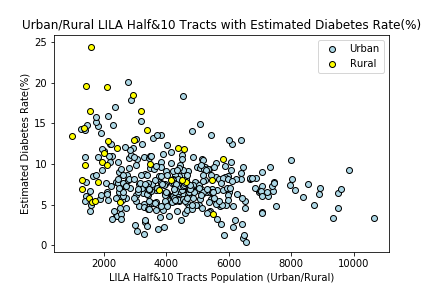 Urban/Rural LILA Half&10 Tracts with Estimated Diabetes Rate(%)
Urban
Rural
Estimated Diabetes Rate(%)
25
20
15
10
5
0
2000 4000 6000 8000 10000
LILA Half&10 Tracts Population (Urban/Rural)